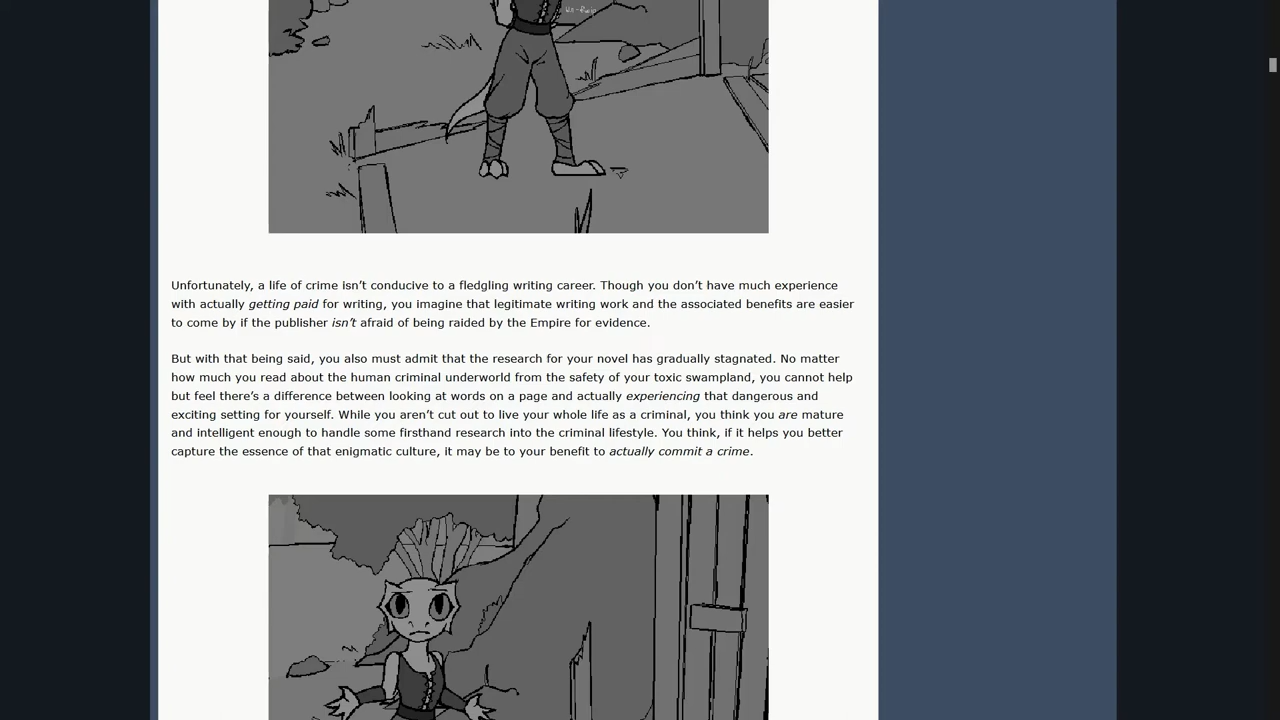 Unfortunately, a life of crime isn’t conducive to a fledgling writing career. Though you don’t have much experience
with actually getting paid for writing, you imagine that legitimate writing work and the associated benefits are easier
to come by if the publisher isn’t afraid of being raided by the Empire for evidence.
But with that being said, you also must admit that the research for your novel has gradually stagnated. No matter
how much you read about the human criminal underworld from the safety of your toxic swampland, you cannot help
but feel there’s a difference between looking at words on a page and actually experiencing that dangerous and
exciting setting for yourself. While you aren’t cut out to live your whole life as a criminal, you think you are mature
and intelligent enough to handle some firsthand research into the criminal lifestyle. You think, if it helps you better
capture the essence of that enigmatic culture, it may be to your benefit to actually commit a crime.